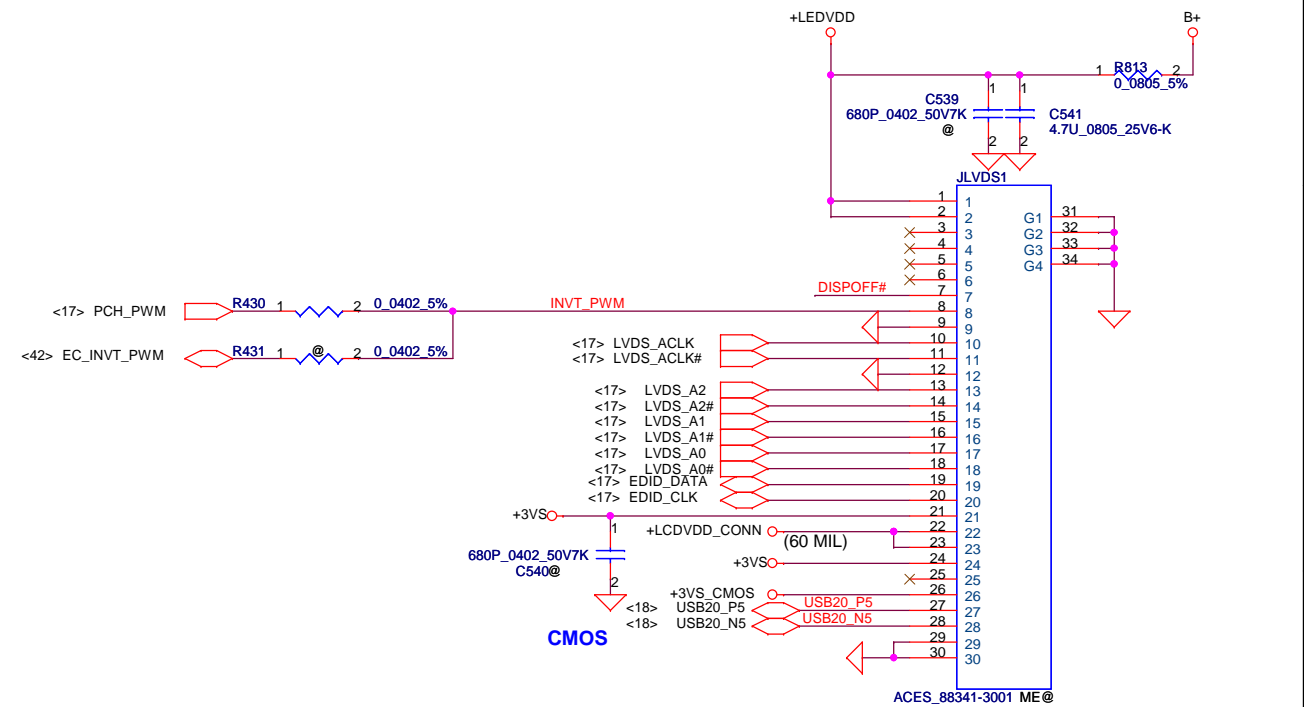 +LEDVDD
B+
1 R813 2
0_0805_5%
C539
680P_0402_50V7K
@
1
2
1
2
C541
4.7U_0805_25V6-K
JLVDS1
1 1
2 2
3 3
4 4
5 5
6 6
DISPOFF# 7 7
<17> PCH_PWM R430 1 2 0_0402_5% INVT_PWM 8 8
<42> EC_INVT_PWM R431 1 @ 2 0_0402_5%
9 9
<17> LVDS_ACLK 10 10
<17> LVDS_ACLK# 11 11
12 12
<17> LVDS_A2 13 13
<17> LVDS_A2# 14 14
<17> LVDS_A1 15 15
<17> LVDS_A1# 16 16
<17> LVDS_A0 17 17
<17> LVDS_A0# 18 18
<17> EDID_DATA 19 19
<17> EDID_CLK 20 20
+3VS 21 21
1
680P_0402_50V7K
C540@
2
+LCDVDD_CONN (60 MIL) 22 22
23 23
+3VS 24 24
25 25
+3VS_CMOS 26 26
<18> USB20_P5 USB20_P5 27 27
<18> USB20_N5 USB20_N5 28 28
CMOS
29 29
30 30
G1 31
G2 32
G3 33
G4 34
ACES_88341-3001 ME@